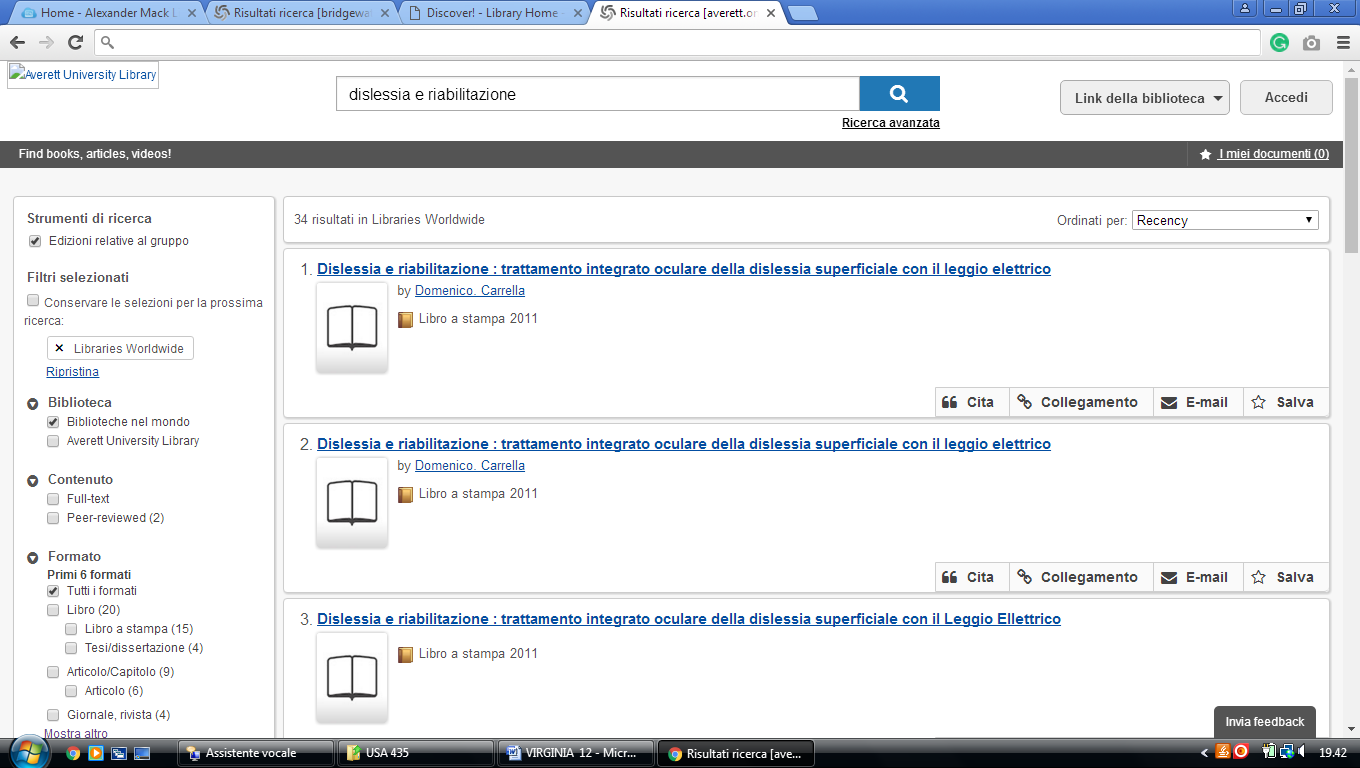 Home - Alexander Mack L
Risultati ricerca [bridgewa
Discover! - Library Home -
Risultati ricerca [averett.or
Averett University Library
dislessia e riabilitazione
Ricerca avanzata
Link della biblioteca
Accedi
Find books, articles, videos!
I miei documenti (0)
Strumenti di ricerca
Edizioni relative al gruppo
Filtri selezionati
Conservare le selezioni per la prossima
ricerca:
Libraries Worldwide
Ripristina
Biblioteca
Biblioteche nel mondo
Averett University Library
Contenuto
Full-text
Peer-reviewed (2)
Formato
Primi 6 formati
Tutti i formati
Libro (20)
Libro a stampa (15)
Tesi/dissertazione (4)
Articolo/Capitolo (9)
Articolo (6)
Giornale, rivista (4)
Mostra altro
34 risultati in Libraries Worldwide
Ordinati per: Recency
1. Dislessia e riabilitazione : trattamento integrato oculare della dislessia superficiale con il leggio elettrico
by Domenico. Carrella
Libro a stampa 2011
Cita Collegamento E-mail Salva
2. Dislessia e riabilitazione : trattamento integrato oculare della dislessia superficiale con il leggio elettrico
by Domenico. Carrella
Libro a stampa 2011
Cita Collegamento E-mail Salva
3. Dislessia e riabilitazione : trattamento integrato oculare della dislessia superficiale con il Leggio Ellettrico
Libro a stampa 2011
Invia feedback
Assistente vocale
USA 435
VIRGINIA 12 - Micr...
Risultati ricerca [ave...
19.42